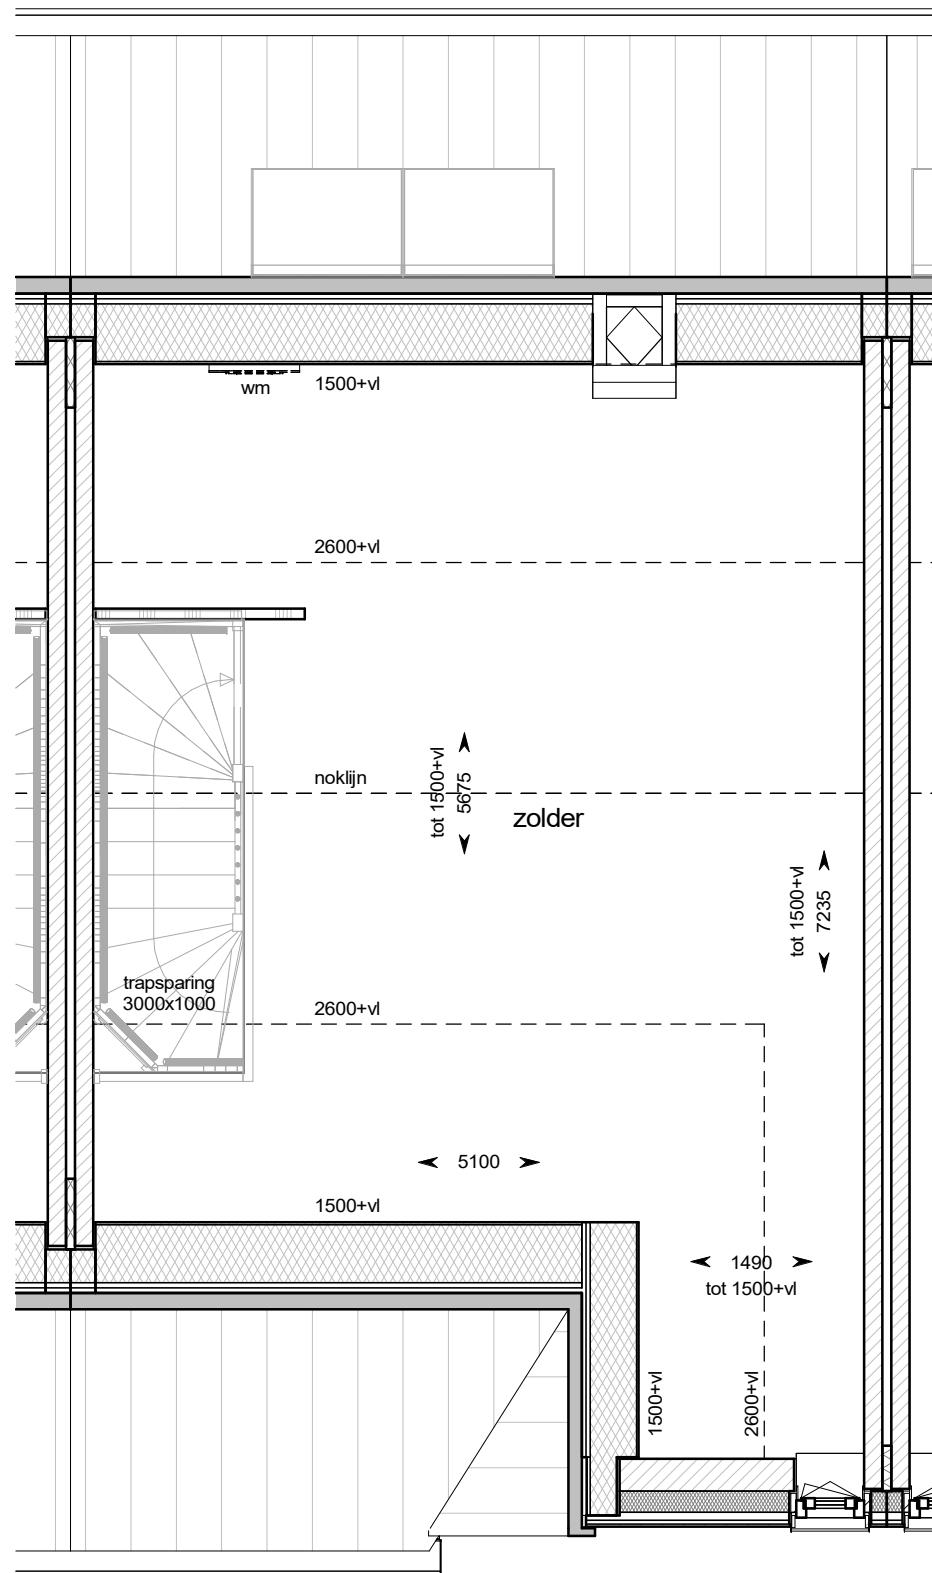 wm
1500+vl
2600+vl
noklijn
tot 1500+vl
5675
zolder
tot 1500+vl
7235
trapsparing
3000x1000
2600+vl
5100
1500+vl
1490
tot 1500+vl
1500+vl
2600+vl